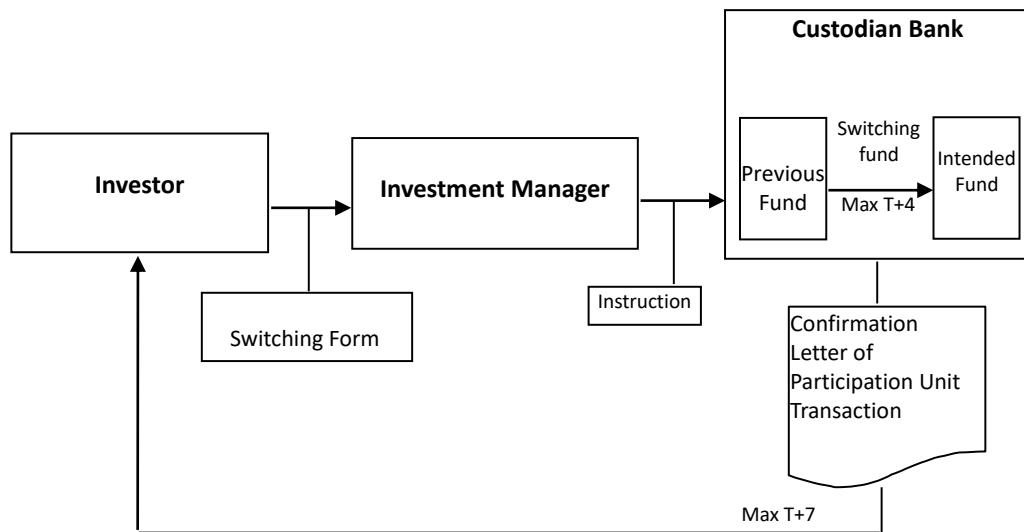 Custodian Bank
Investor
Investment Manager
Previous
Fund
Switching
fund
Max T+4
Intended
Fund
Switching Form
Instruction
Confirmation
Letter of
Participation Unit
Transaction
Max T+7